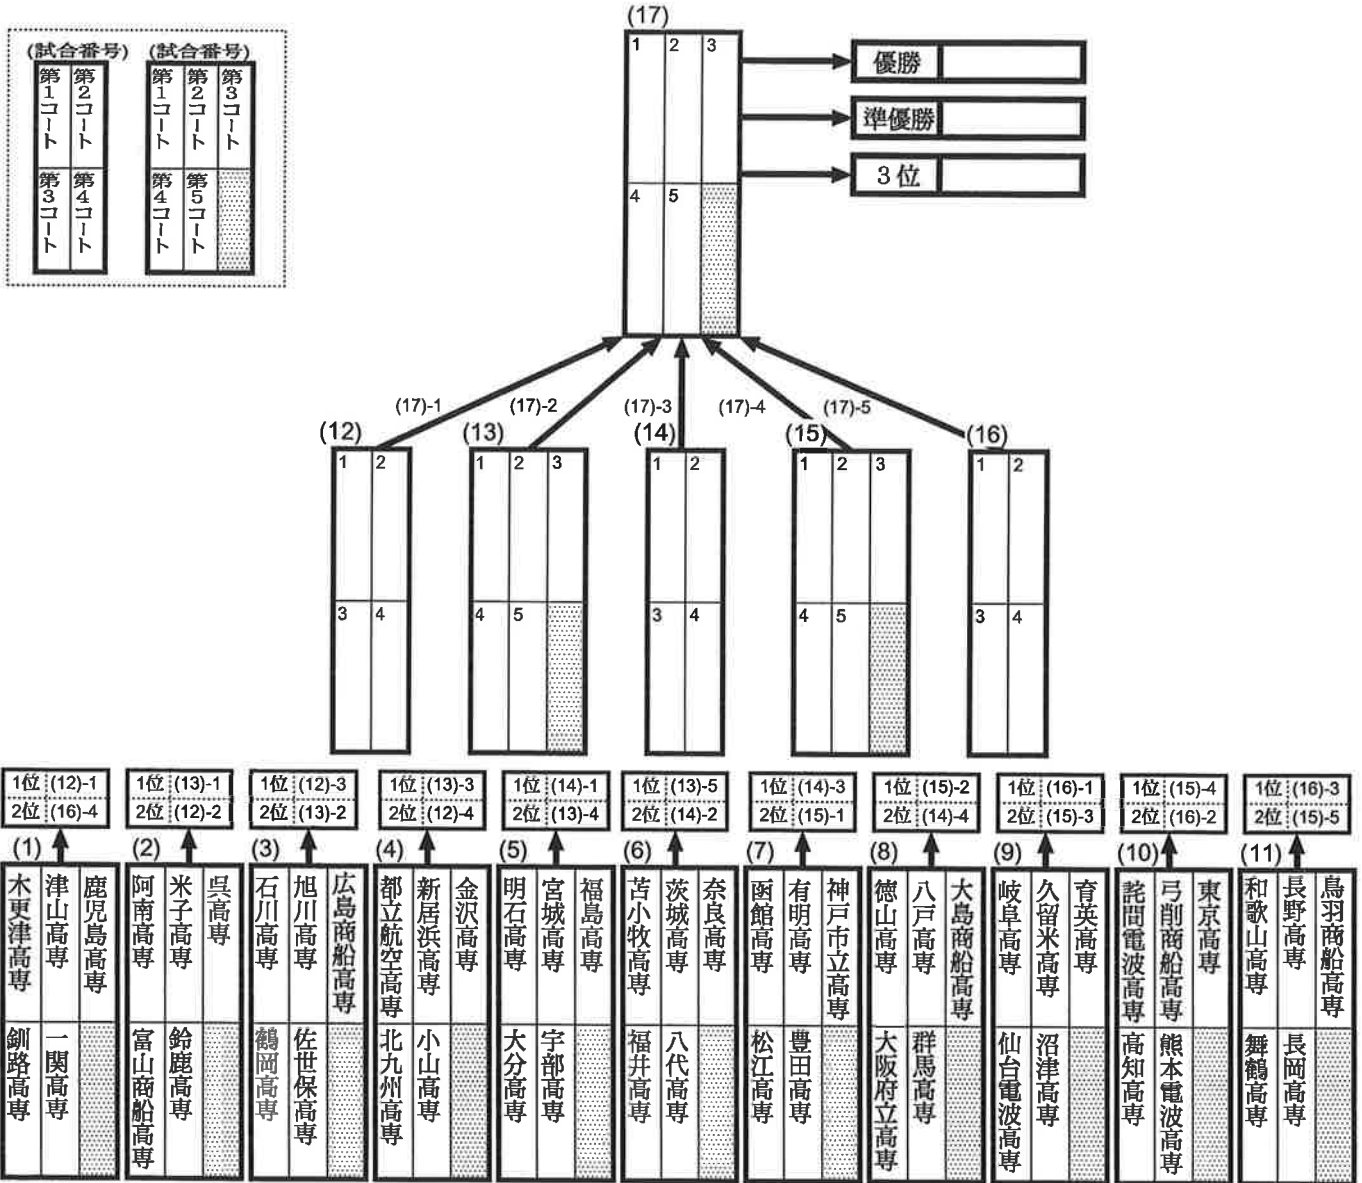 (試合番号) (試合番号)
第1コート 第2コート
第3コート 第4コート
第1コート 第2コート 第3コート
第4コート 第5コート
(17)
1 2 3
4 5
優勝
準優勝
3位
(17)-1 (17)-2 (17)-3 (17)-4 (17)-5
(12) (13) (14) (15) (16)
1 2
3 4
1 2 3
4 5
1 2
3 4
1 2 3
4 5
1 2
3 4
1位 (12)-1
2位 (16)-4
1位 (13)-1
2位 (12)-2
1位 (12)-3
2位 (13)-2
1位 (13)-3
2位 (12)-4
1位 (14)-1
2位 (13)-4
1位 (13)-5
2位 (14)-2
1位 (14)-3
2位 (15)-1
1位 (15)-2
2位 (14)-4
1位 (16)-1
2位 (15)-3
1位 (15)-4
2位 (16)-2
1位 (16)-3
2位 (15)-5
(1)
木更津高専
津山高専
鹿児島高専
釧路高専
一関高専
(2)
阿南高専
米子高専
呉高専
富山商船高専
鈴鹿高専
(3)
石川高専
旭川高専
広島商船高専
鶴岡高専
佐世保高専
(4)
都立航空高専
新居浜高専
金沢高専
北九州高専
小山高専
(5)
明石高専
宮城高専
福島高専
大分高専
宇部高専
(6)
苫小牧高専
茨城高専
奈良高専
福井高専
八代高専
(7)
函館高専
有明高専
神戸市立高専
松江高専
豊田高専
(8)
徳山高専
八戸高専
大島商船高専
大阪府立高専
群馬高専
(9)
岐阜高専
久留米高専
育英高専
仙台電波高専
沼津高専
(10)
詫間電波高専
弓削商船高専
東京高専
高知高専
熊本電波高専
(11)
和歌山高専
長野高専
鳥羽商船高専
舞鶴高専
長岡高専